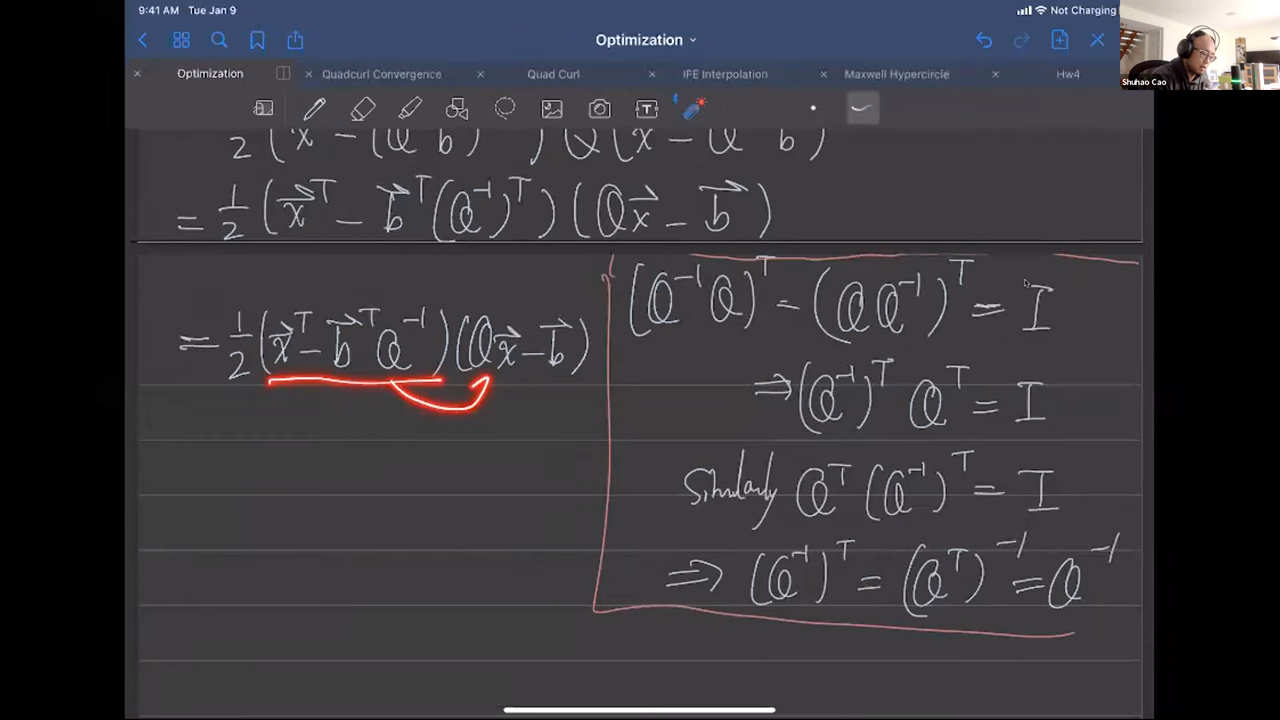 9:41 AM Tue Jan 9
Not Charging
Optimization
Shuhao Cao
Optimization Quadcurl Convergence Quad Curl IFE Interpolation Maxwell Hypercircle Hw4
= 1/2 (x⃗^T − b⃗^T (Q^-1)^T) (Qx⃗ − b⃗)
= 1/2 (x⃗^T − b⃗^T Q^-1) (Qx⃗ − b⃗)
(Q^-1 Q)^T = (Q Q^-1)^T = I
⇒ (Q^-1)^T Q^T = I
Similarly Q^T (Q^-1)^T = I
⇒ (Q^-1)^T = (Q^T)^-1 = Q^-1